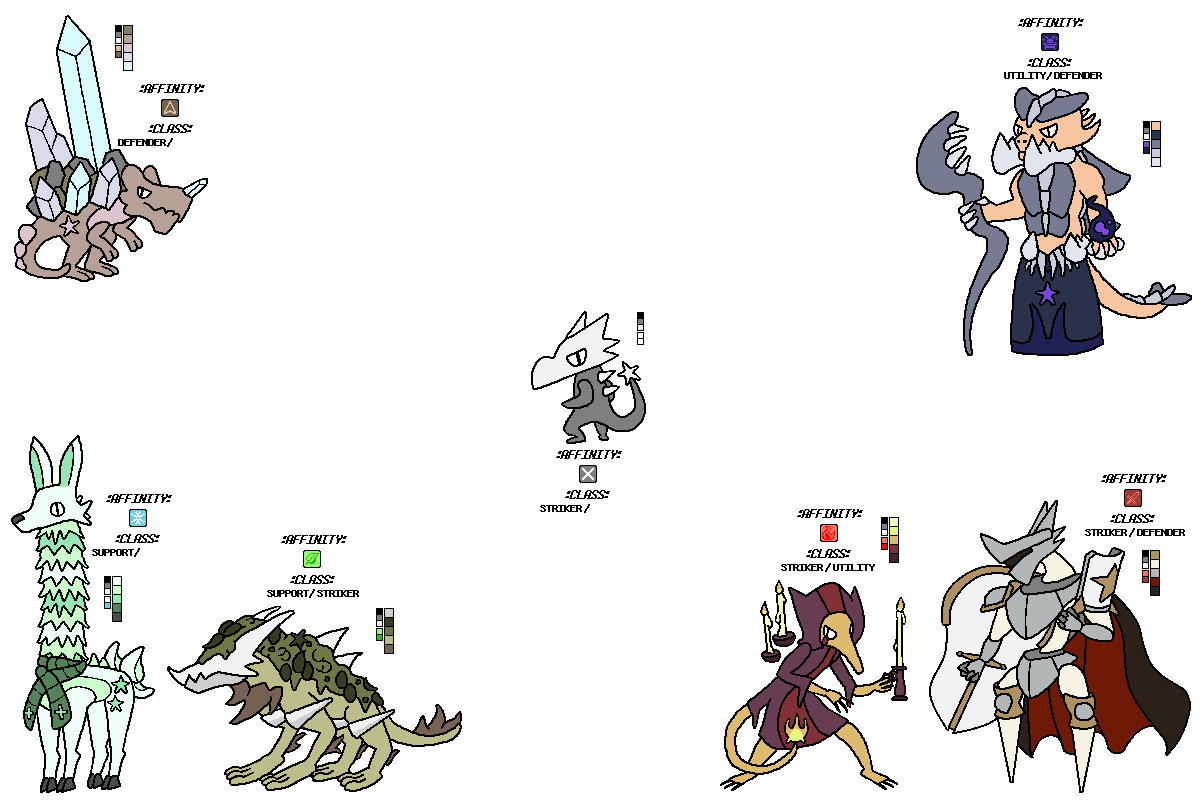 :AFFINITY:
:CLASS:
DEFENDER/
:AFFINITY:
:CLASS:
UTILITY/DEFENDER
:AFFINITY:
:CLASS:
STRIKER/
:AFFINITY:
:CLASS:
SUPPORT/
:AFFINITY:
:CLASS:
SUPPORT/STRIKER
:AFFINITY:
:CLASS:
STRIKER/UTILITY
:AFFINITY:
:CLASS:
STRIKER/DEFENDER